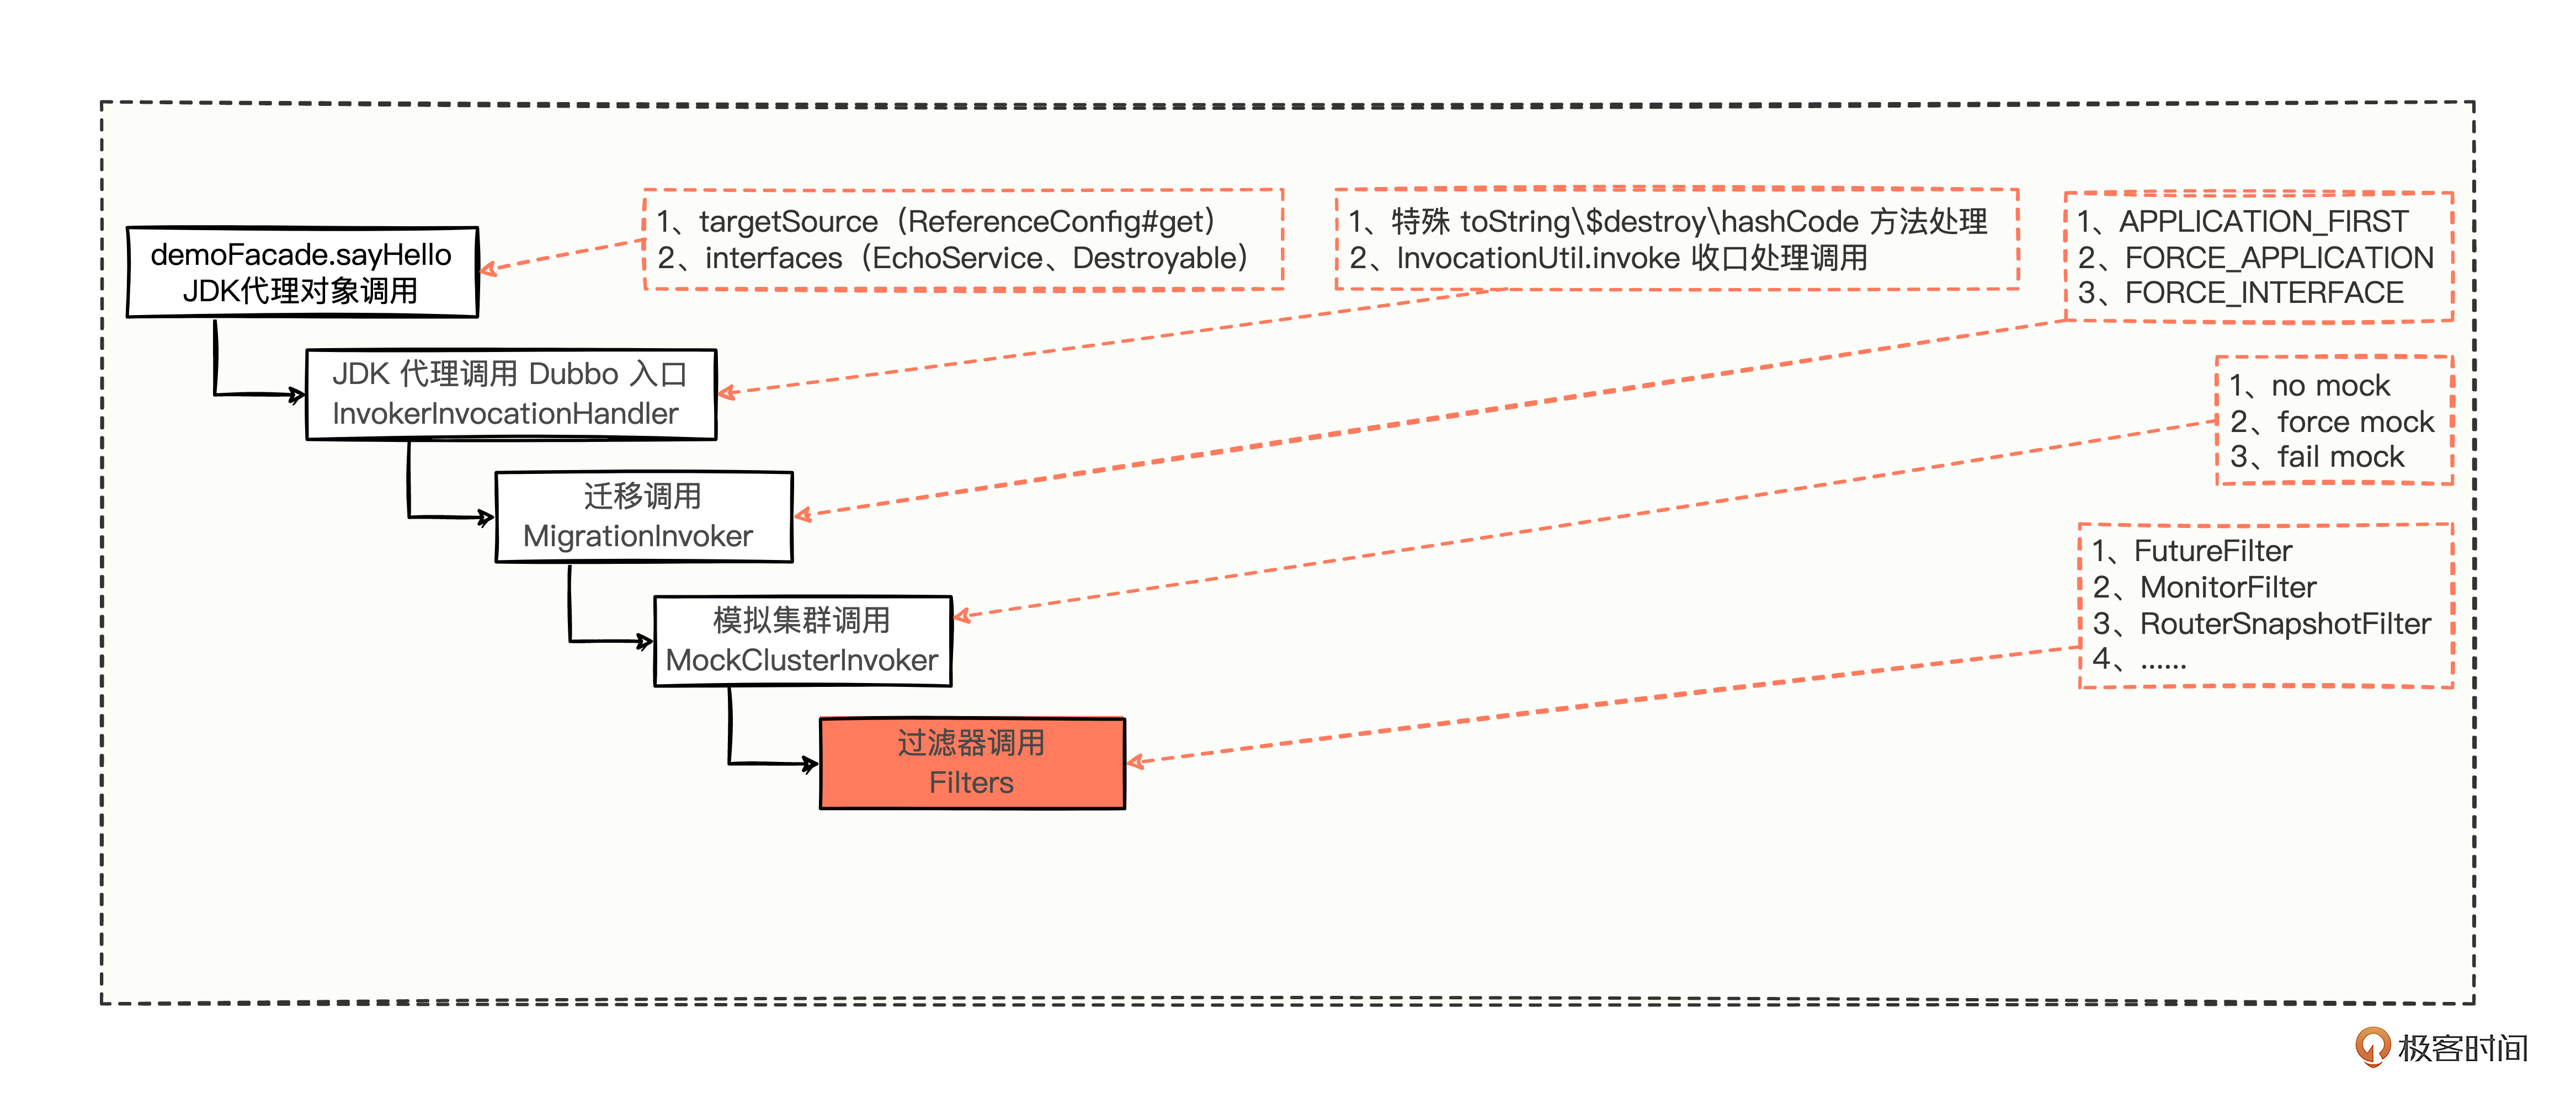 demoFacade.sayHello
JDK代理对象调用
1、targetSource（ReferenceConfig#get）
2、interfaces（EchoService、Destroyable）
1、特殊 toString\$destroy\hashCode 方法处理
2、InvocationUtil.invoke 收口处理调用
1、APPLICATION_FIRST
2、FORCE_APPLICATION
3、FORCE_INTERFACE
JDK 代理调用 Dubbo 入口
InvokerInvocationHandler
1、no mock
2、force mock
3、fail mock
迁移调用
MigrationInvoker
模拟集群调用
MockClusterInvoker
1、FutureFilter
2、MonitorFilter
3、RouterSnapshotFilter
4、......
过滤器调用
Filters
极客时间